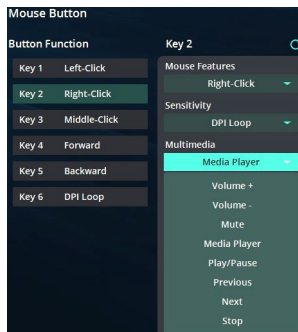 Mouse Button
Button Function
Key 1 Left-Click
Key 2 Right-Click
Key 3 Middle-Click
Key 4 Forward
Key 5 Backward
Key 6 DPI Loop
Key 2
Mouse Features
Right-Click
Sensitivity
DPI Loop
Multimedia
Media Player
Volume +
Volume -
Mute
Media Player
Play/Pause
Previous
Next
Stop